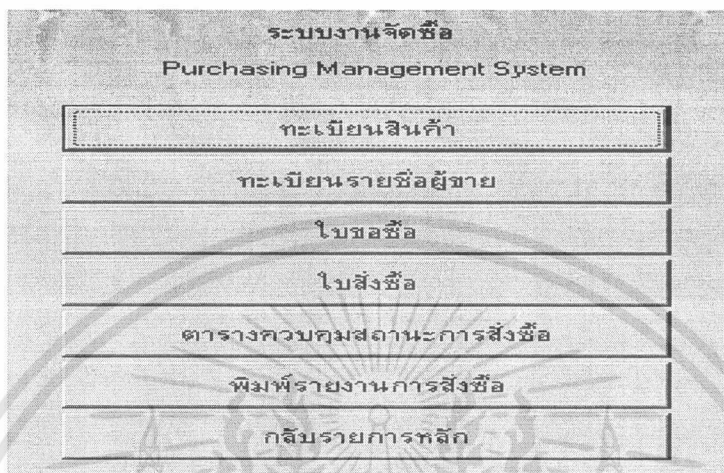 ระบบงานจัดซื้อ
Purchasing Management System
ทะเบียนสินค้า
ทะเบียนรายชื่อผู้ขาย
ใบขอซื้อ
ใบสั่งซื้อ
ตารางควบคุมสถานะการสั่งซื้อ
พิมพ์รายงานการสั่งซื้อ
กลับรายการหลัก